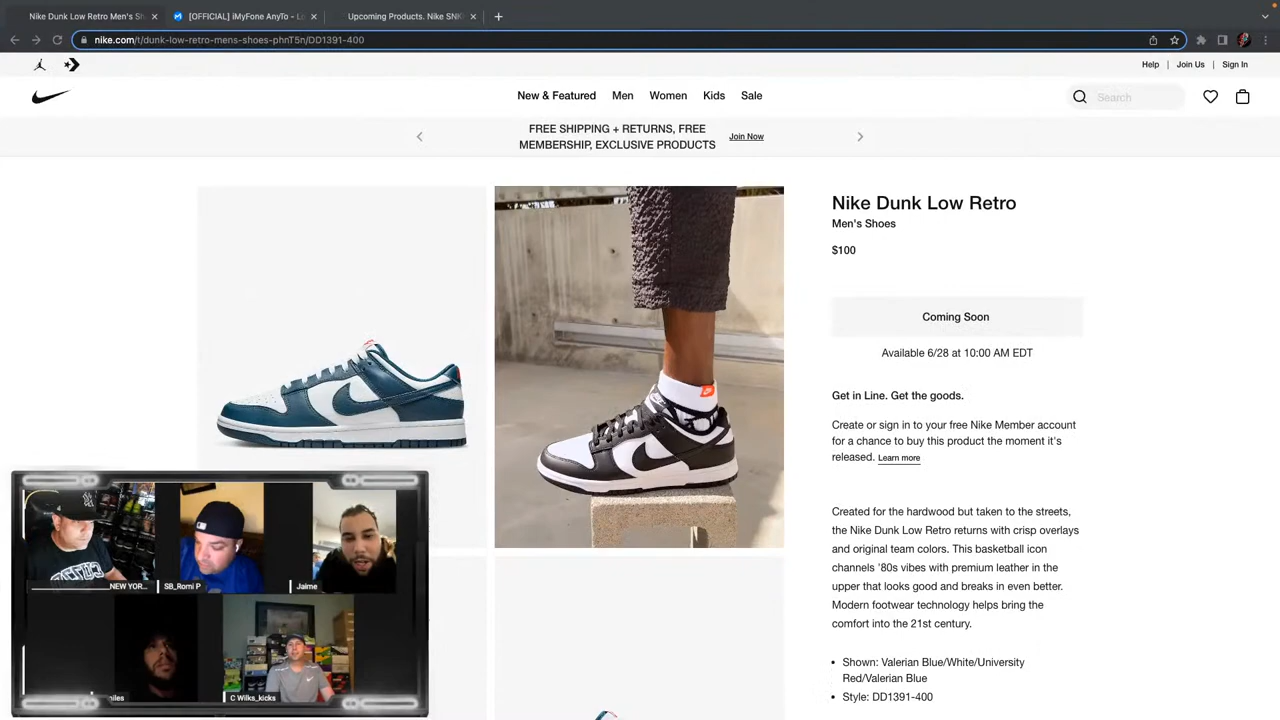 Nike Dunk Low Retro Men's Sh
[OFFICIAL] iMyFone AnyTo - Lo
Upcoming Products. Nike SNK
nike.com/t/dunk-low-retro-mens-shoes-phnT5n/DD1391-400
Help | Join Us | Sign In
New & Featured Men Women Kids Sale
Search
FREE SHIPPING + RETURNS, FREE
MEMBERSHIP, EXCLUSIVE PRODUCTS
Join Now
Nike Dunk Low Retro
Men's Shoes
$100
Coming Soon
Available 6/28 at 10:00 AM EDT
Get in Line. Get the goods.
Create or sign in to your free Nike Member account
for a chance to buy this product the moment it's
released. Learn more
Created for the hardwood but taken to the streets,
the Nike Dunk Low Retro returns with crisp overlays
and original team colors. This basketball icon
channels '80s vibes with premium leather in the
upper that looks good and breaks in even better.
Modern footwear technology helps bring the
comfort into the 21st century.
• Shown: Valerian Blue/White/University
Red/Valerian Blue
• Style: DD1391-400
NEW YOR...
SB_Romi P
Jaime
C Wilks_kicks